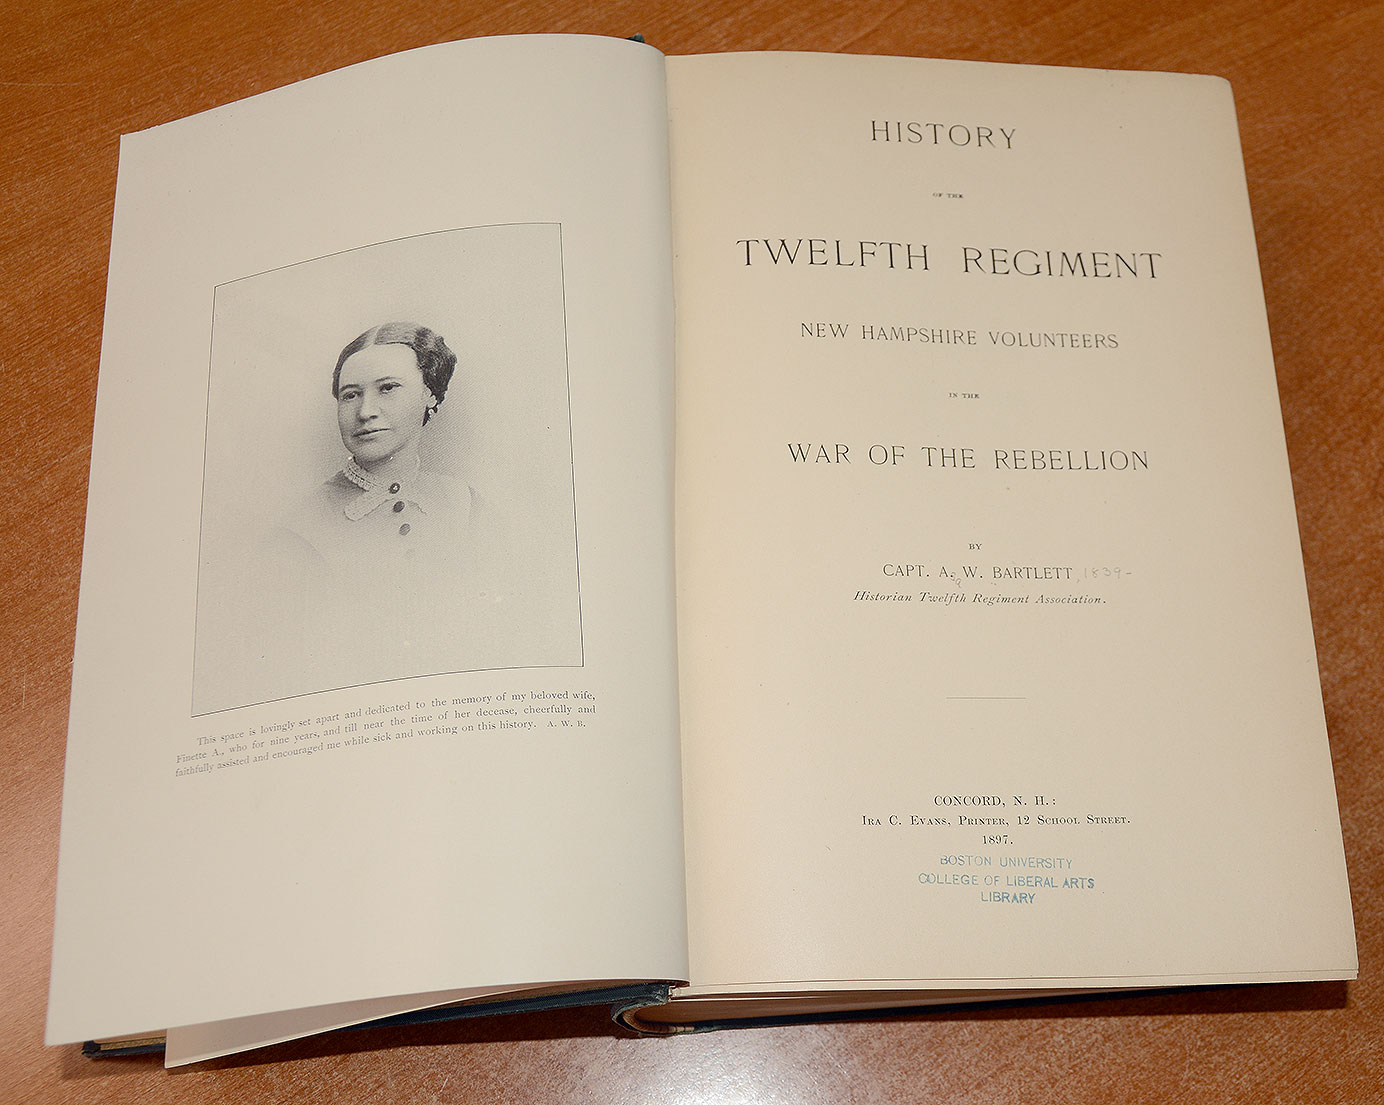 This space is lovingly set apart and dedicated to the memory of my beloved wife,
Finette A., who for nine years, and till near the time of her decease, cheerfully and
faithfully assisted and encouraged me while sick and working on this history. A. W. B.
HISTORY
OF THE
TWELFTH REGIMENT
NEW HAMPSHIRE VOLUNTEERS
IN THE
WAR OF THE REBELLION
BY
CAPT. A. W. BARTLETT, 1839-
Historian Twelfth Regiment Association.
CONCORD, N. H.:
IRA C. EVANS, PRINTER, 12 SCHOOL STREET.
1897.
BOSTON UNIVERSITY
COLLEGE OF LIBERAL ARTS
LIBRARY